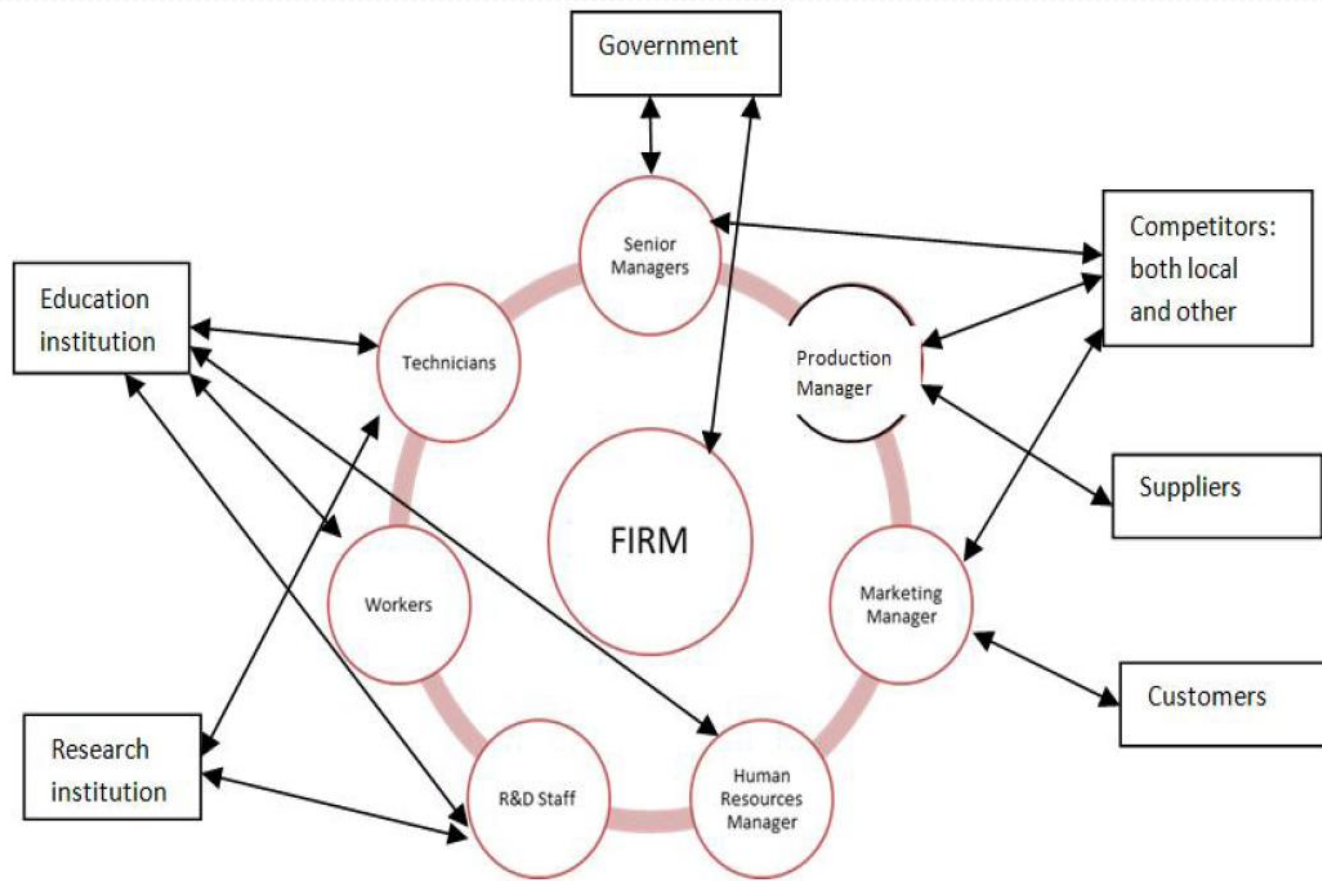 Government
Senior
Managers
Competitors:
both local
and other
Education
institution
Technicians
Production
Manager
Suppliers
FIRM
Workers
Marketing
Manager
Customers
Research
institution
R&D Staff
Human
Resources
Manager